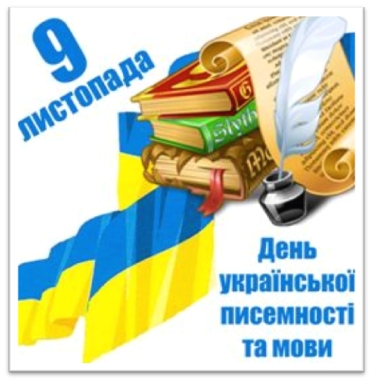 9
листопада
День
української
писемності
та мови